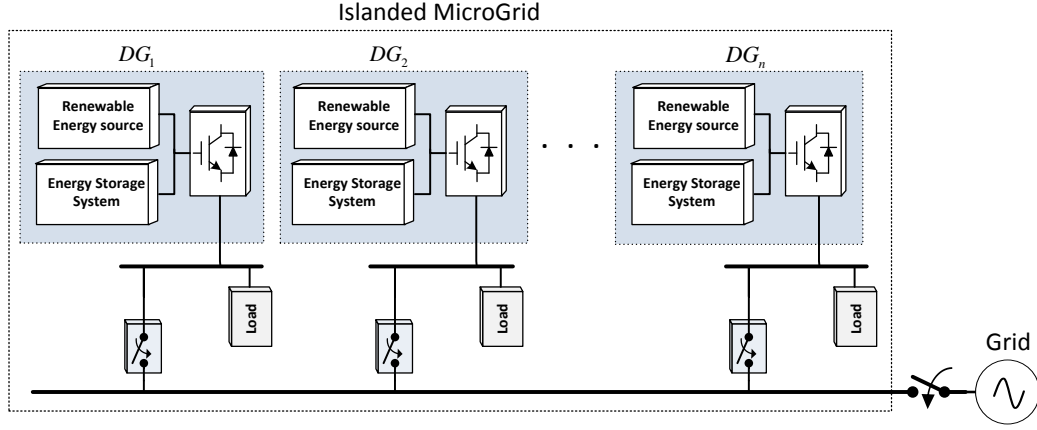 Islanded MicroGrid
DG₁
DG₂
DGₙ
Renewable
Energy source
Energy Storage
System
Renewable
Energy source
Energy Storage
System
. . .
Renewable
Energy source
Energy Storage
System
Load
Load
Load
Grid